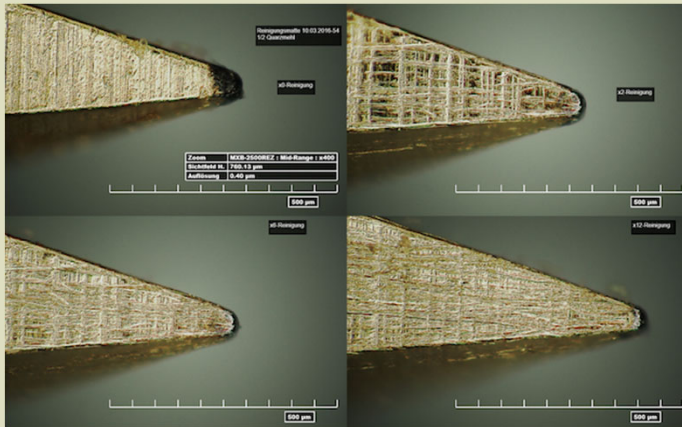 Reinigungsmatte 10.03.2016-54
1/2 Quarzmehl
x0-Reinigung
Zoom MXB-2500REZ : Mid-Range : x400
Sichtfeld H. 760.13 µm
Auflösung 0.40 µm
500 µm
x2-Reinigung
500 µm
x6-Reinigung
500 µm
x12-Reinigung
500 µm